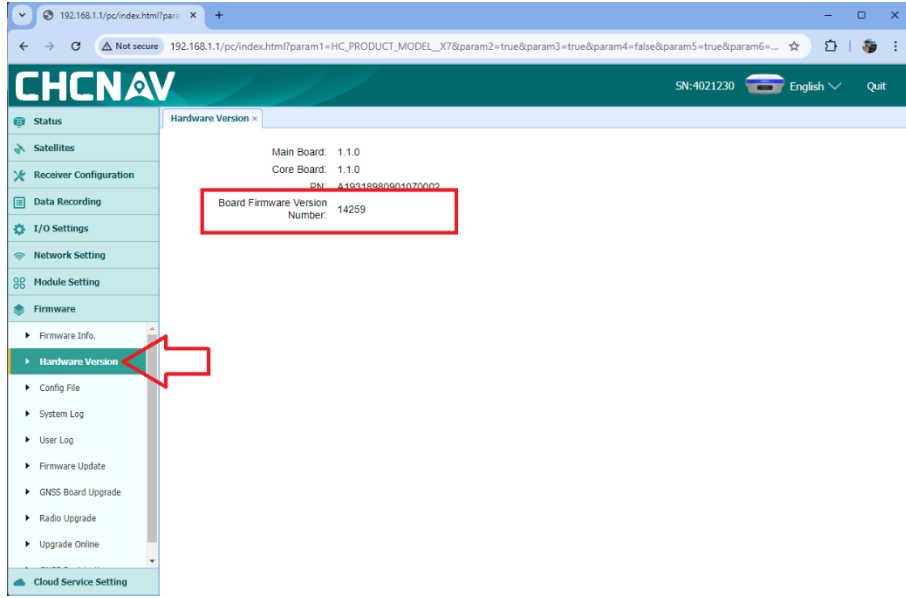 192.168.1.1/pc/index.html?para
Not secure 192.168.1.1/pc/index.html?param1=HC_PRODUCT_MODEL__X7&param2=true&param3=true&param4=false&param5=true&param6=...
CHCNAV
SN:4021230 English Quit
Status
Hardware Version ×
Satellites
Receiver Configuration
Data Recording
I/O Settings
Network Setting
Module Setting
Firmware
Main Board: 1.1.0
Core Board: 1.1.0
PN: A19318980901070002
Board Firmware Version
Number: 14259
Firmware Info.
Hardware Version
Config File
System Log
User Log
Firmware Update
GNSS Board Upgrade
Radio Upgrade
Upgrade Online
Cloud Service Setting